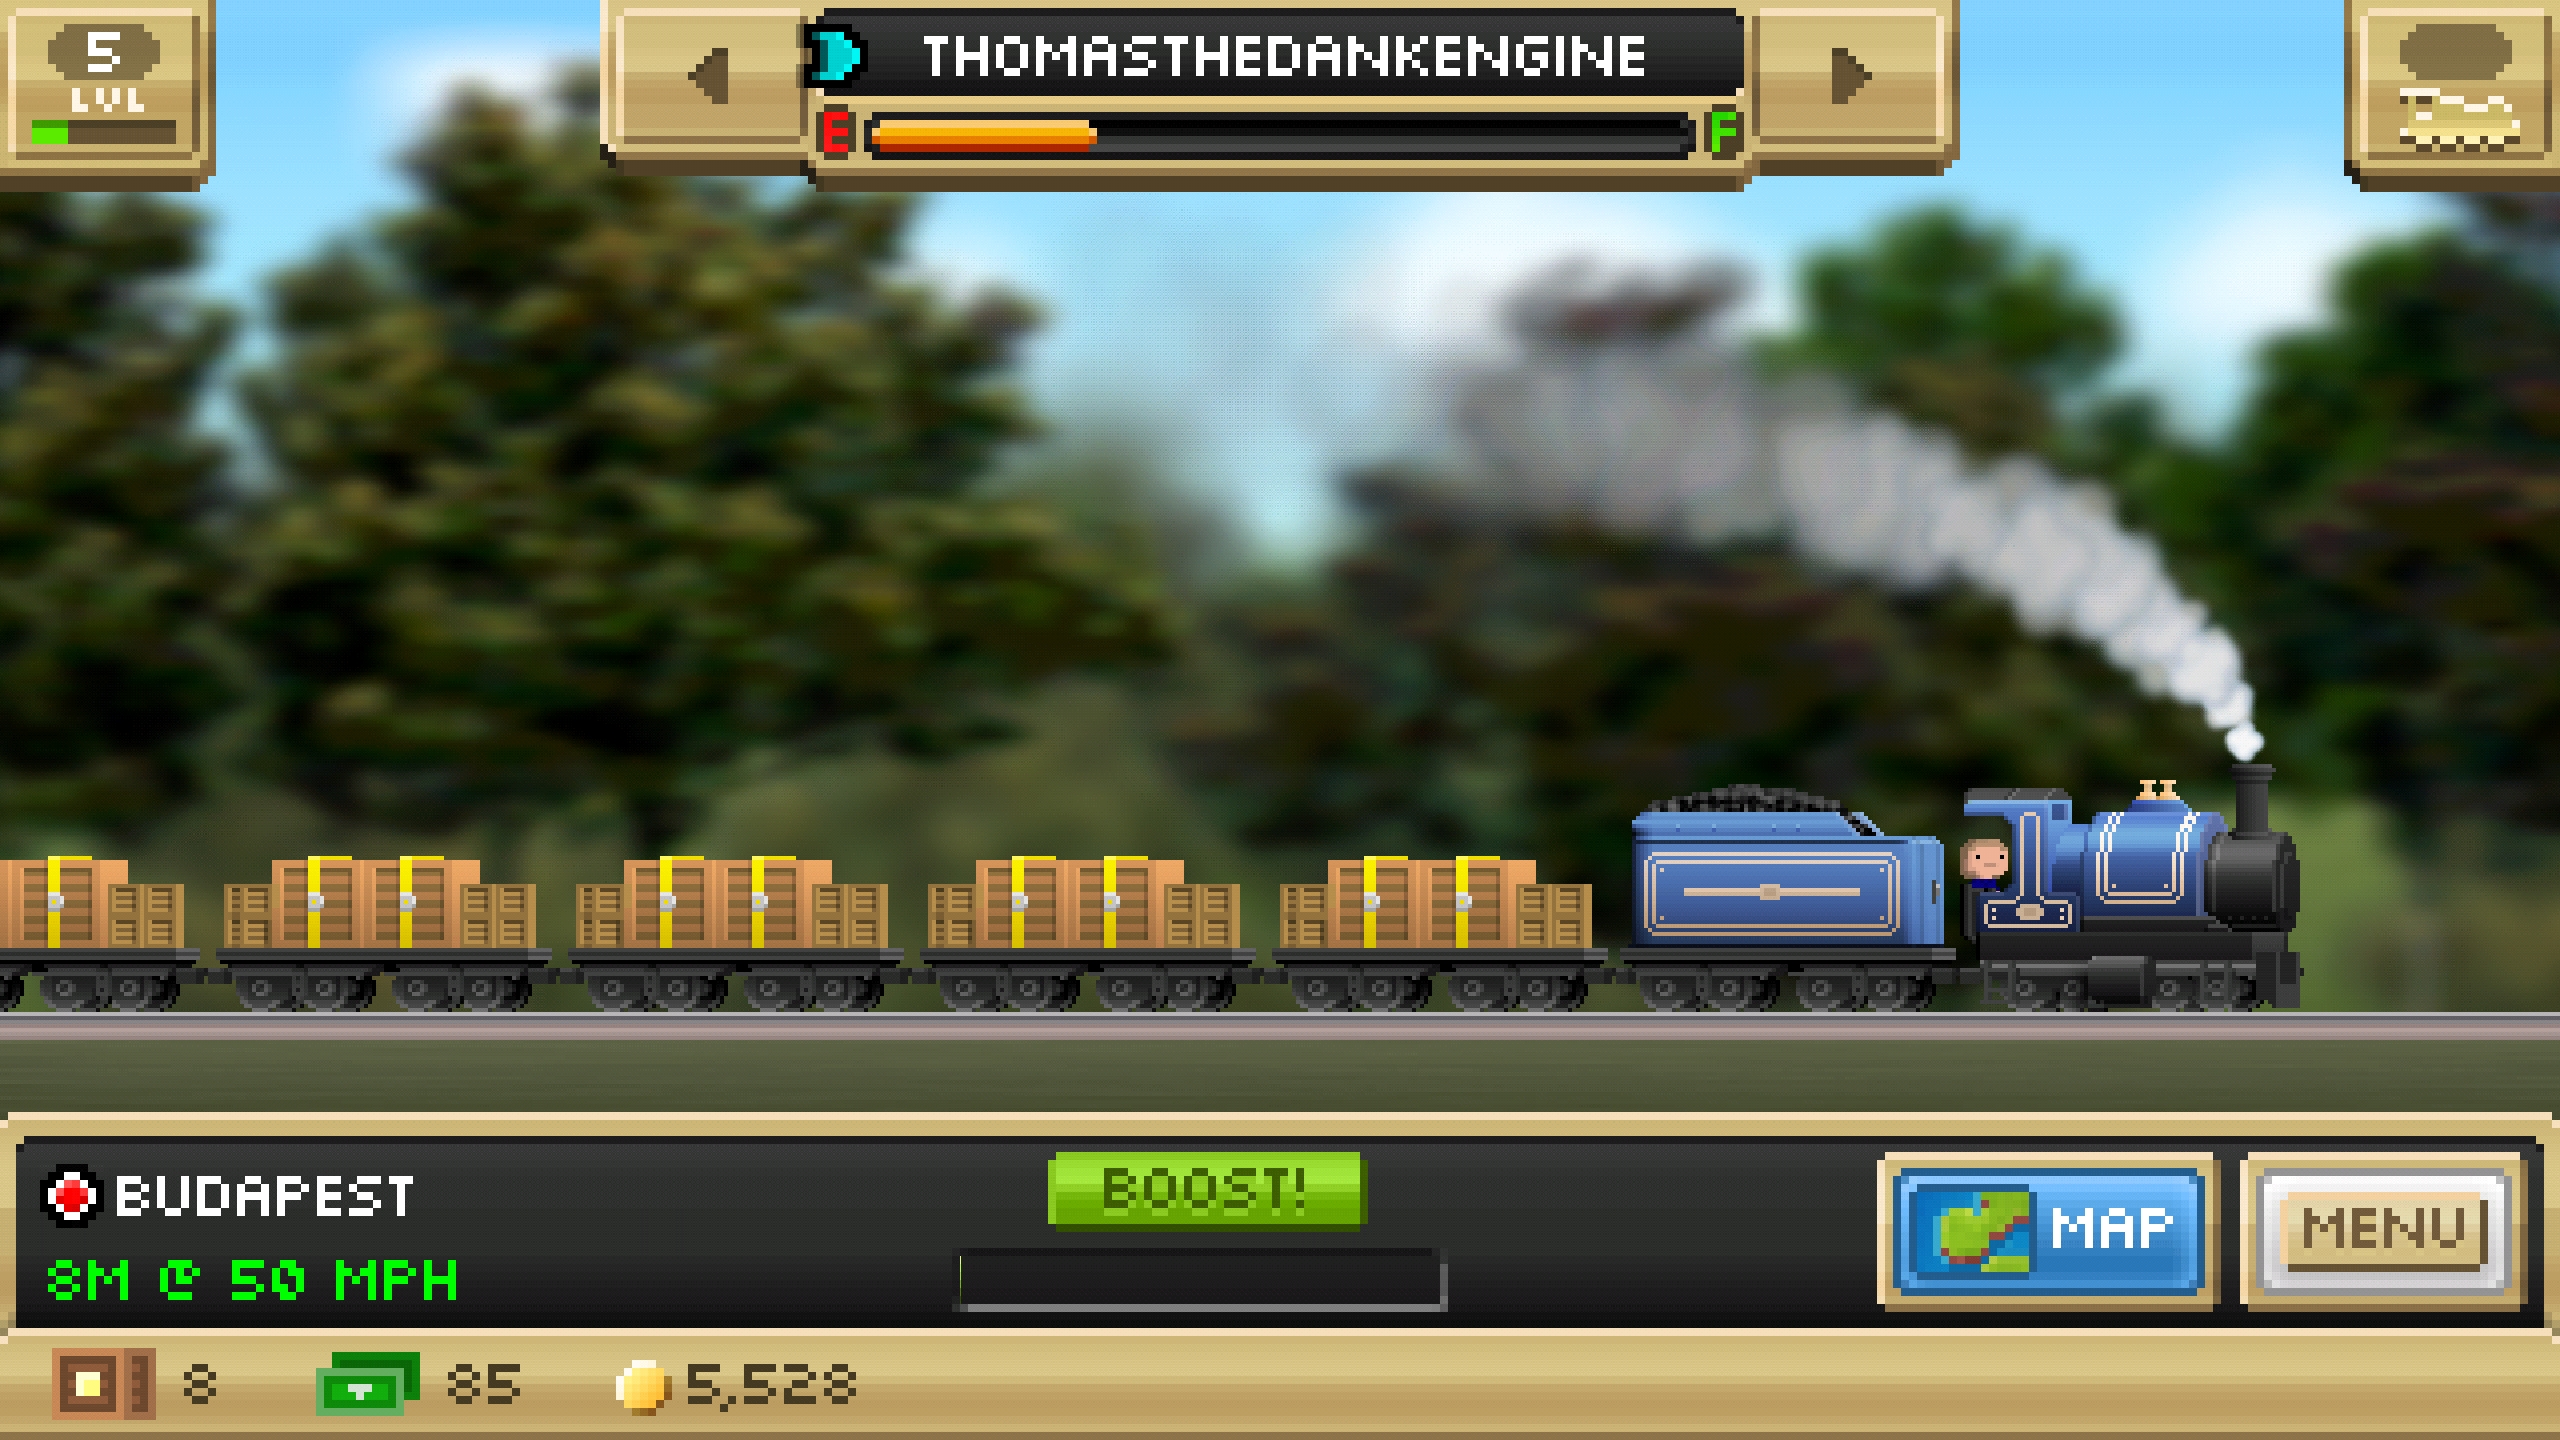 5
LVL
THOMASTHEDANKENGINE
E F
BUDAPEST
BOOST!
8M @ 50 MPH
MAP
MENU
8 85 5,528